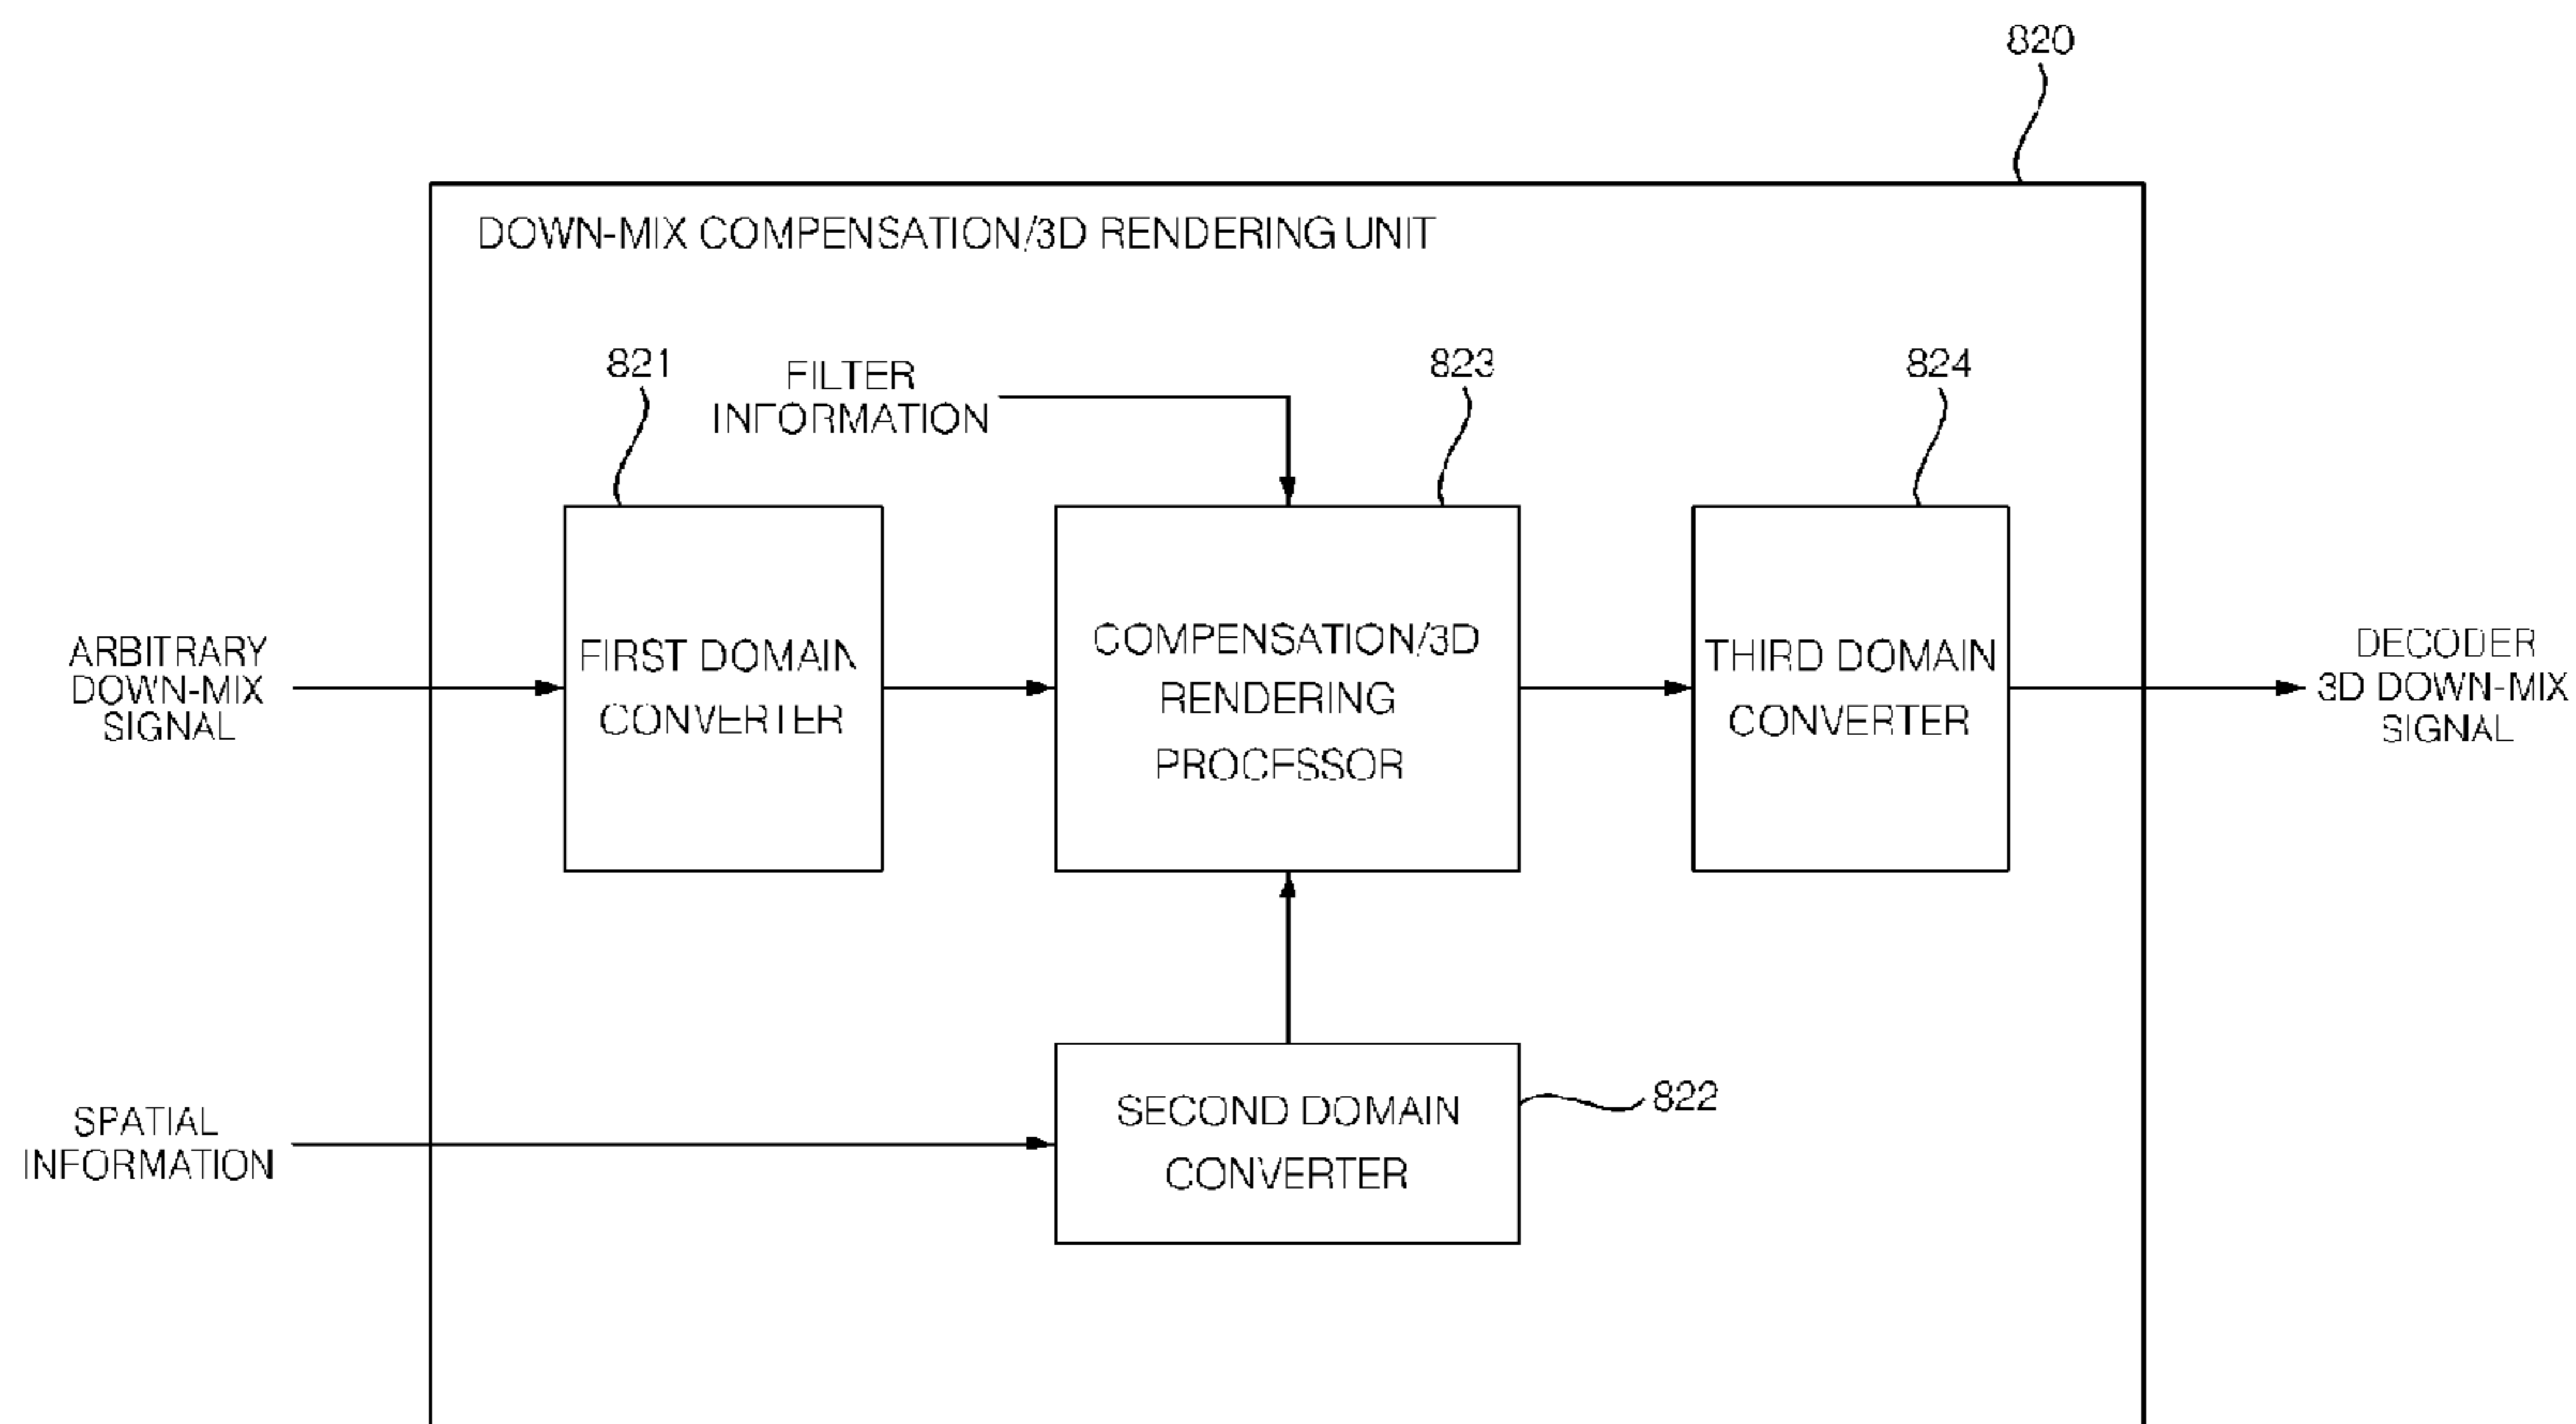 820
DOWN-MIX COMPENSATION/3D RENDERING UNIT
821
FILTER
INFORMATION
823
824
ARBITRARY
DOWN-MIX
SIGNAL
FIRST DOMAIN
CONVERTER
COMPENSATION/3D
RENDERING
PROCESSOR
THIRD DOMAIN
CONVERTER
DECODER
3D DOWN-MIX
SIGNAL
SPATIAL
INFORMATION
SECOND DOMAIN
CONVERTER
822